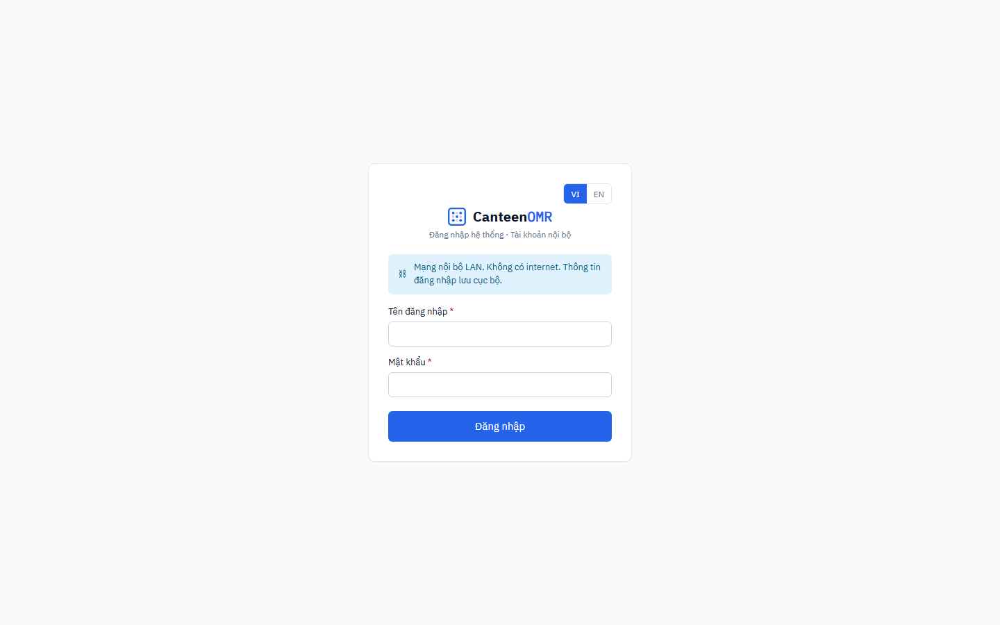 VI EN
CanteenOMR
Đăng nhập hệ thống · Tài khoản nội bộ
Mạng nội bộ LAN. Không có internet. Thông tin
đăng nhập lưu cục bộ.
Tên đăng nhập *
Mật khẩu *
Đăng nhập